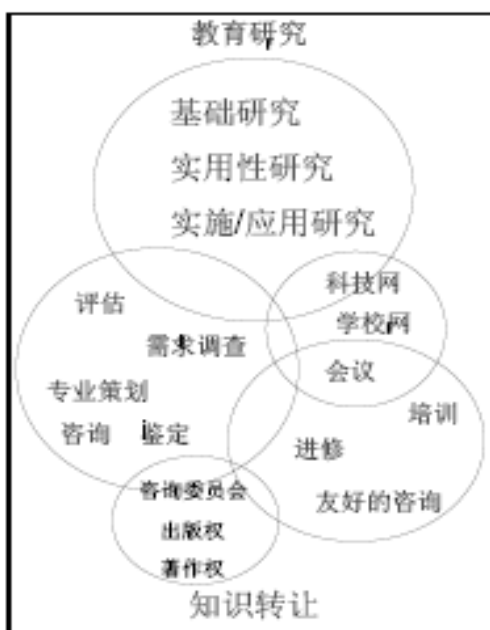 教育研究
基础研究
实用性研究
实施/应用研究
科技网
学校网
会议
评估
需求调查
专业策划
咨询 鉴定
培训
进修
友好的咨询
咨询委员会
出版权
著作权
知识转让